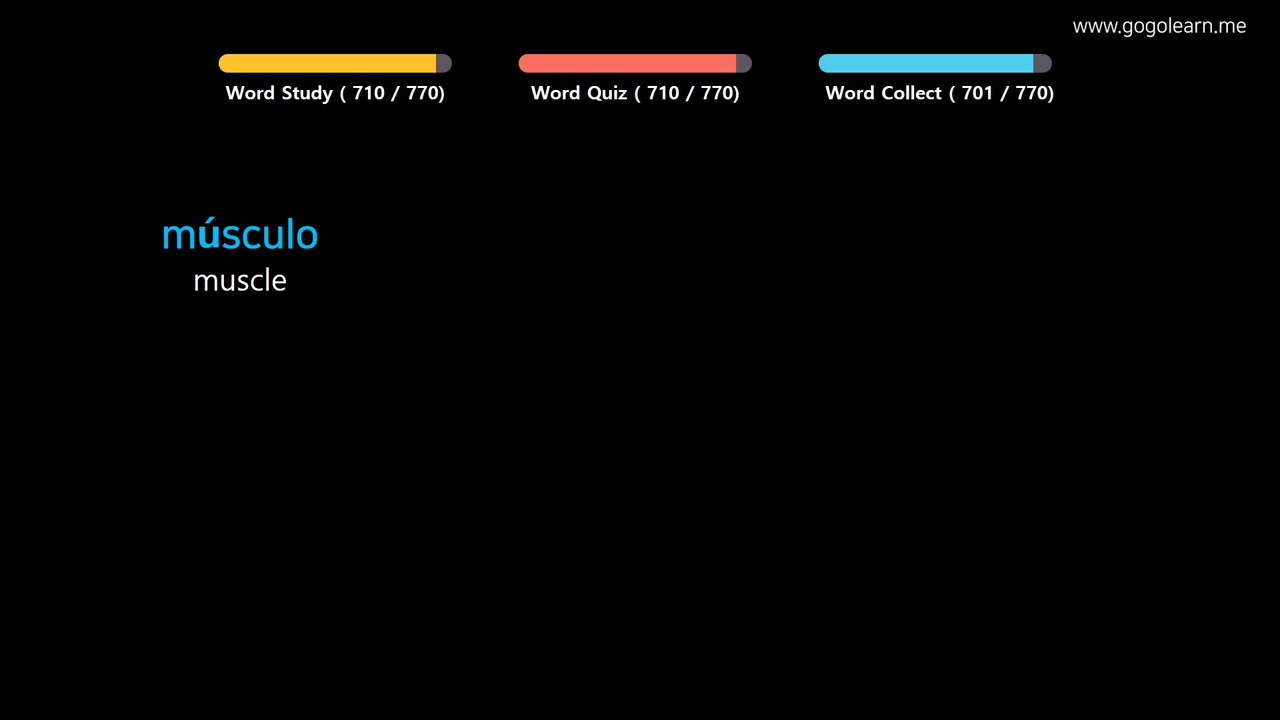 www.gogolearn.me
Word Study ( 710 / 770)
Word Quiz ( 710 / 770)
Word Collect ( 701 / 770)
músculo
muscle